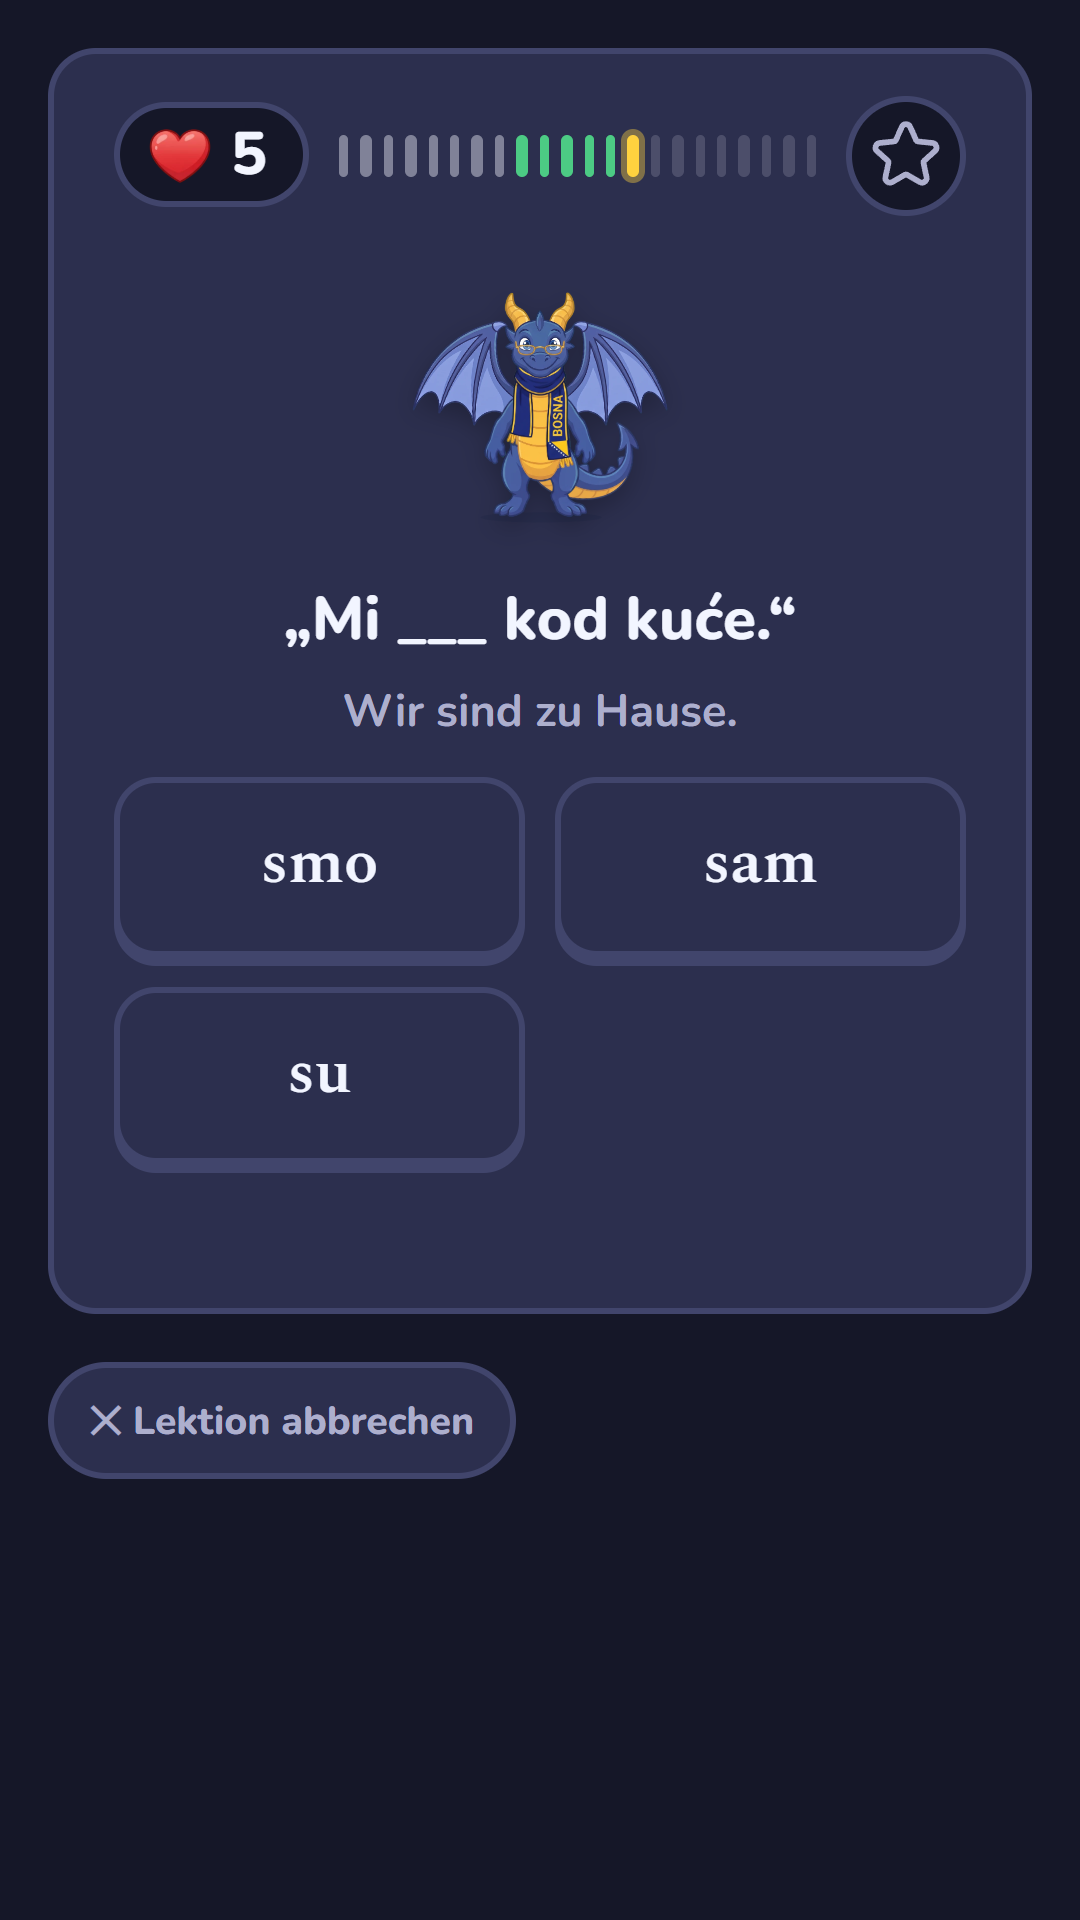 5
BOSNA
„Mi ___ kod kuće.“
Wir sind zu Hause.
smo
sam
su
Lektion abbrechen